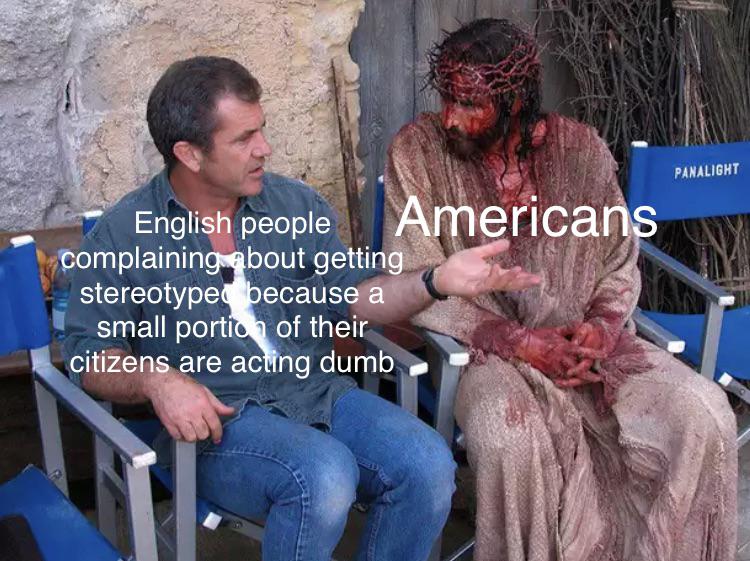 English people
complaining about getting
stereotyped because a
small portion of their
citizens are acting dumb
Americans
PANALIGHT